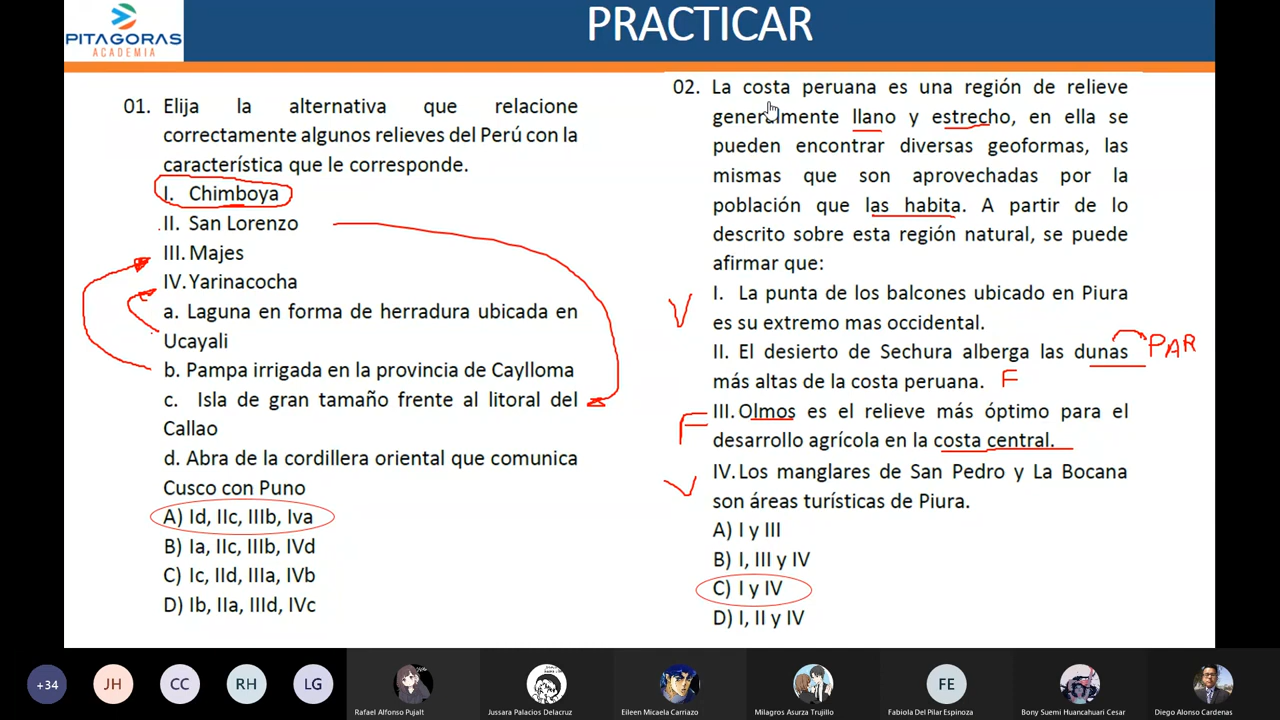 PITAGORAS
ACADEMIA
PRACTICAR
01. Elija la alternativa que relacione
correctamente algunos relieves del Perú con la
característica que le corresponde.
I. Chimboya
II. San Lorenzo
III. Majes
IV. Yarinacocha
a. Laguna en forma de herradura ubicada en
Ucayali
b. Pampa irrigada en la provincia de Caylloma
c. Isla de gran tamaño frente al litoral del
Callao
d. Abra de la cordillera oriental que comunica
Cusco con Puno
A) Id, IIc, IIIb, Iva
B) Ia, IIc, IIIb, IVd
C) Ic, IId, IIIa, IVb
D) Ib, IIa, IIId, IVc
02. La costa peruana es una región de relieve
generalmente llano y estrecho, en ella se
pueden encontrar diversas geoformas, las
mismas que son aprovechadas por la
población que las habita. A partir de lo
descrito sobre esta región natural, se puede
afirmar que:
V I. La punta de los balcones ubicado en Piura
es su extremo mas occidental.
II. El desierto de Sechura alberga las dunas PAR
más altas de la costa peruana. F
F III. Olmos es el relieve más óptimo para el
desarrollo agrícola en la costa central.
V IV. Los manglares de San Pedro y La Bocana
son áreas turísticas de Piura.
A) I y III
B) I, III y IV
C) I y IV
D) I, II y IV
+34 JH CC RH LG FE
Rafael Alfonso Pujalt Jussara Palacios Delacruz Eileen Micaela Carriazo Milagros Asurza Trujillo Fabiola Del Pilar Espinoza Bony Suemi Huancahuari Cesar Diego Alonso Cardenas